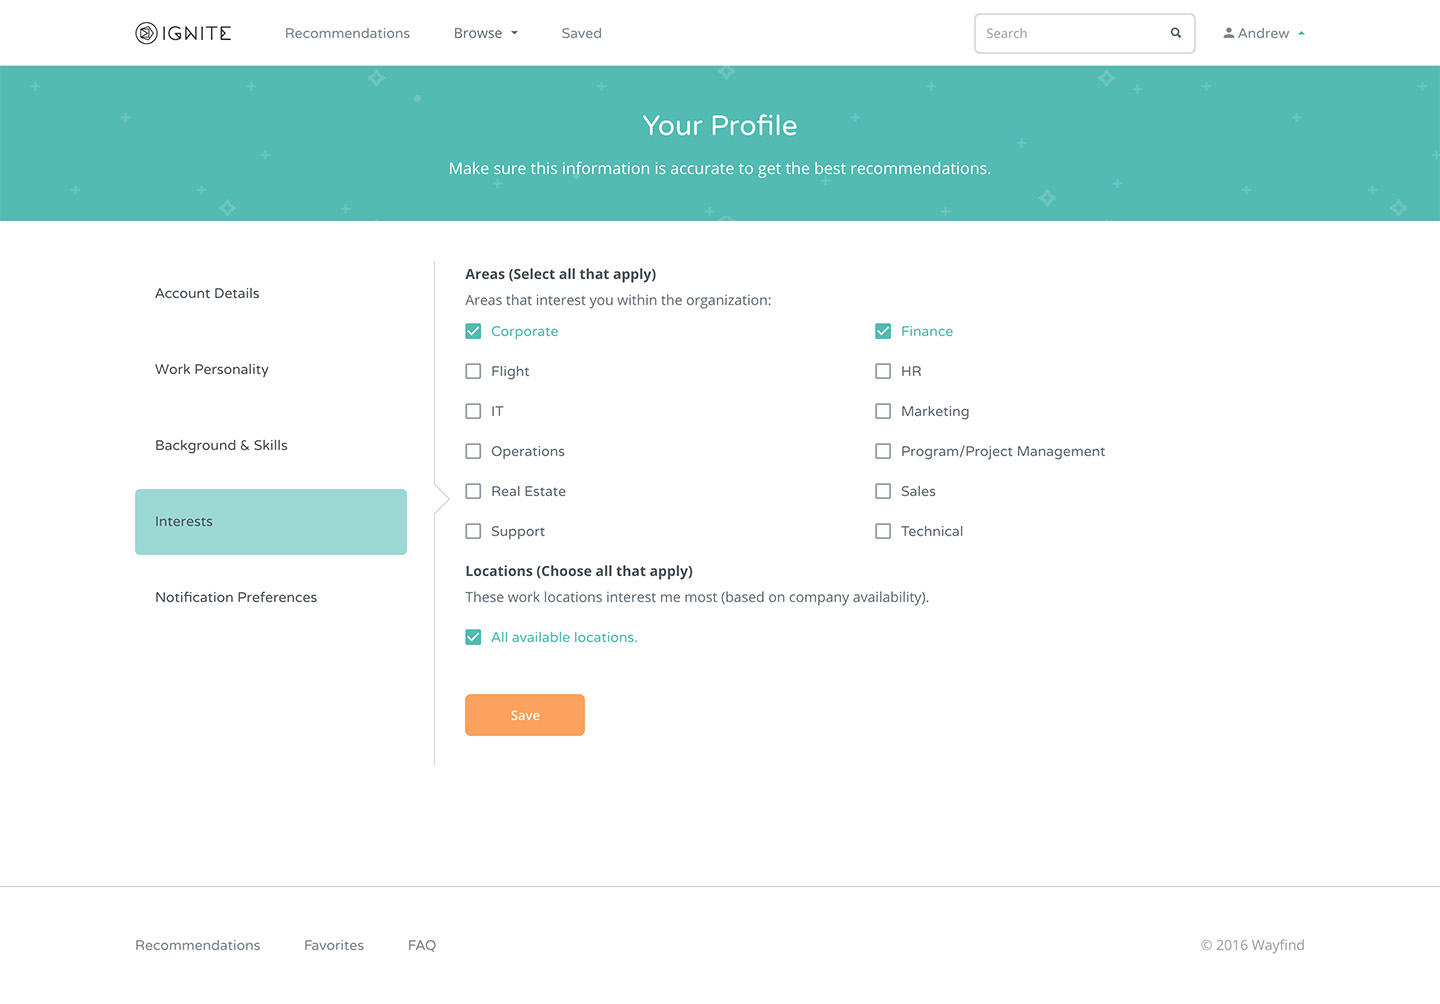 IGNITE
Recommendations
Browse
Saved
Search
Andrew
Your Profile
Make sure this information is accurate to get the best recommendations.
Account Details
Work Personality
Background & Skills
Interests
Notification Preferences
Areas (Select all that apply)
Areas that interest you within the organization:
Corporate
Finance
Flight
HR
IT
Marketing
Operations
Program/Project Management
Real Estate
Sales
Support
Technical
Locations (Choose all that apply)
These work locations interest me most (based on company availability).
All available locations.
Save
Recommendations
Favorites
FAQ
© 2016 Wayfind